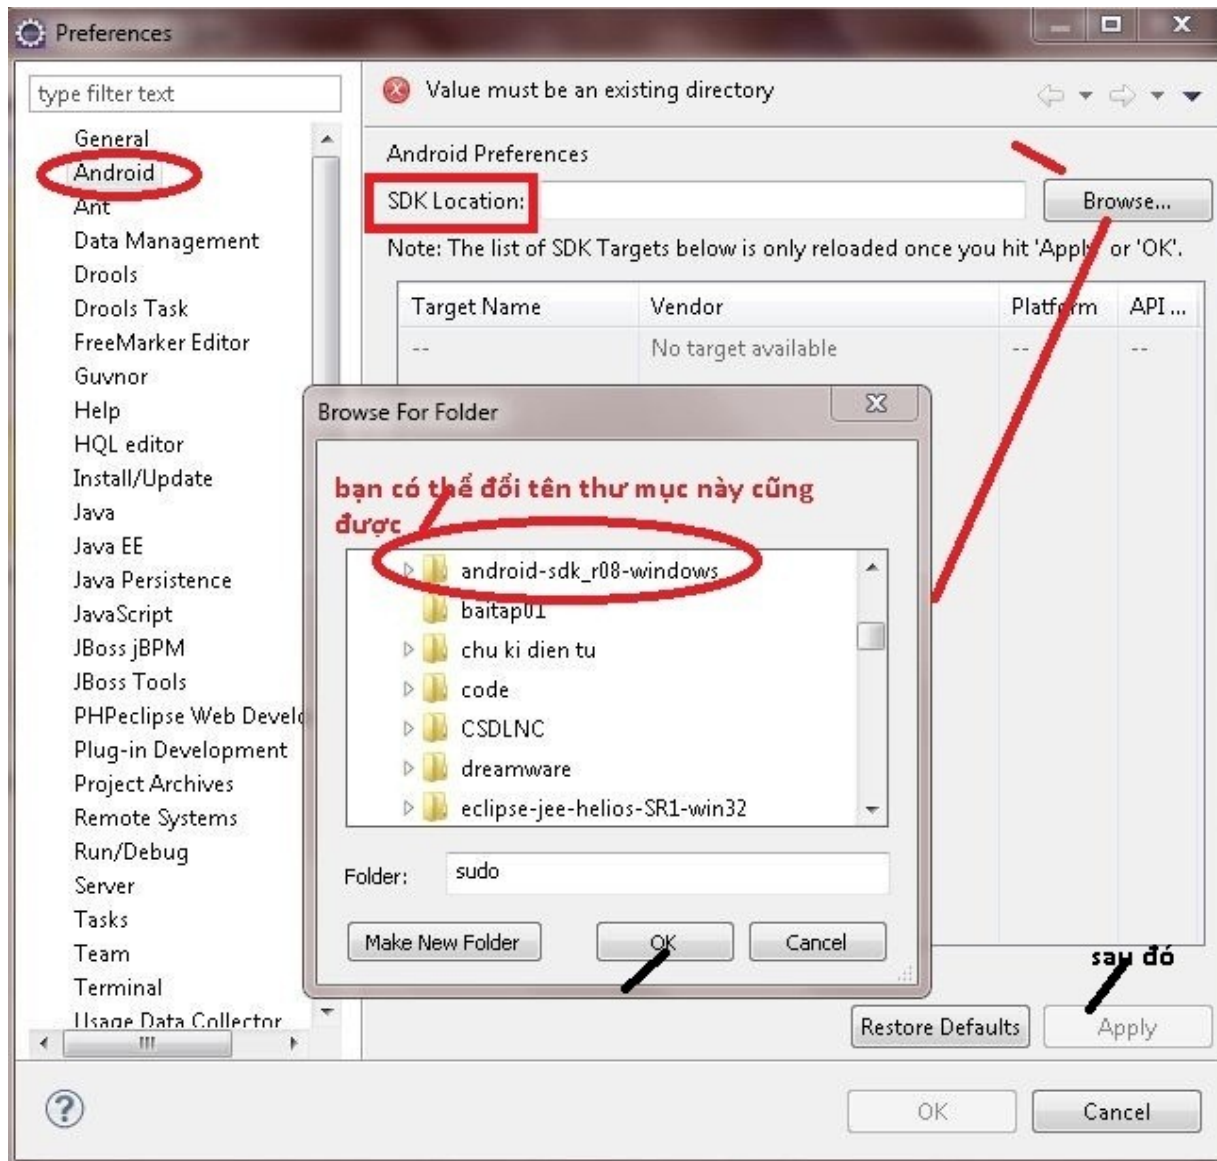 Preferences
type filter text
General
Android
Ant
Data Management
Drools
Drools Task
FreeMarker Editor
Guvnor
Help
HQL editor
Install/Update
Java
Java EE
Java Persistence
JavaScript
JBoss jBPM
JBoss Tools
PHPeclipse Web Develo
Plug-in Development
Project Archives
Remote Systems
Run/Debug
Server
Tasks
Team
Terminal
Usage Data Collector
Value must be an existing directory
Android Preferences
SDK Location:
Browse...
Note: The list of SDK Targets below is only reloaded once you hit 'Apply' or 'OK'.
Target Name Vendor Platform API ...
-- No target available -- --
Browse For Folder
bạn có thể đổi tên thư mục này cũng
được
android-sdk_r08-windows
baitap01
chu ki dien tu
code
CSDLNC
dreamware
eclipse-jee-helios-SR1-win32
Folder: sudo
Make New Folder OK Cancel
sau đó
Restore Defaults Apply
OK Cancel